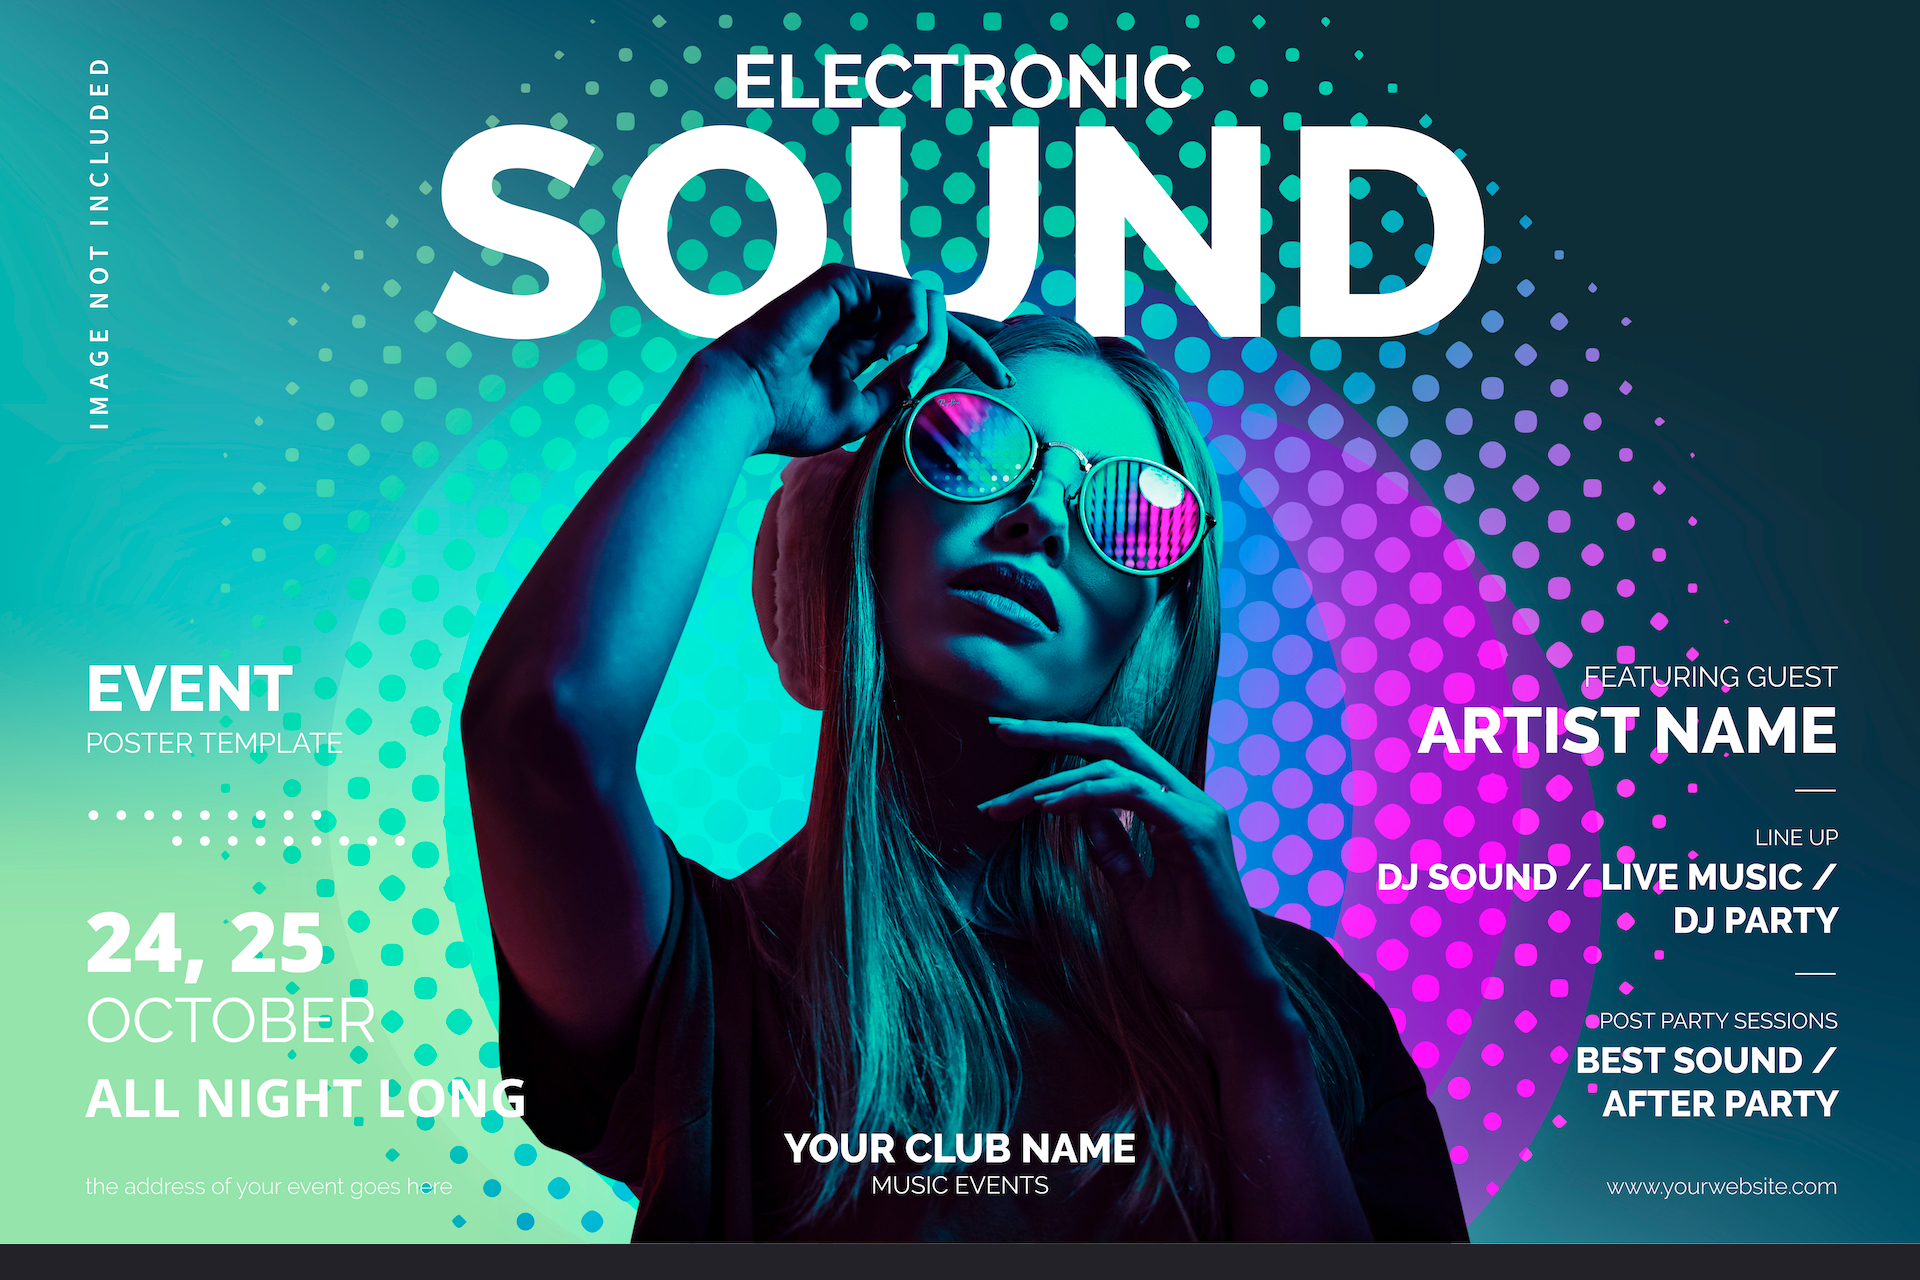 ELECTRONIC
SOUND
IMAGE NOT INCLUDED
EVENT
POSTER TEMPLATE
24, 25
OCTOBER
ALL NIGHT LONG
the address of your event goes here
YOUR CLUB NAME
MUSIC EVENTS
FEATURING GUEST
ARTIST NAME
LINE UP
DJ SOUND / LIVE MUSIC /
DJ PARTY
POST PARTY SESSIONS
BEST SOUND /
AFTER PARTY
www.yourwebsite.com